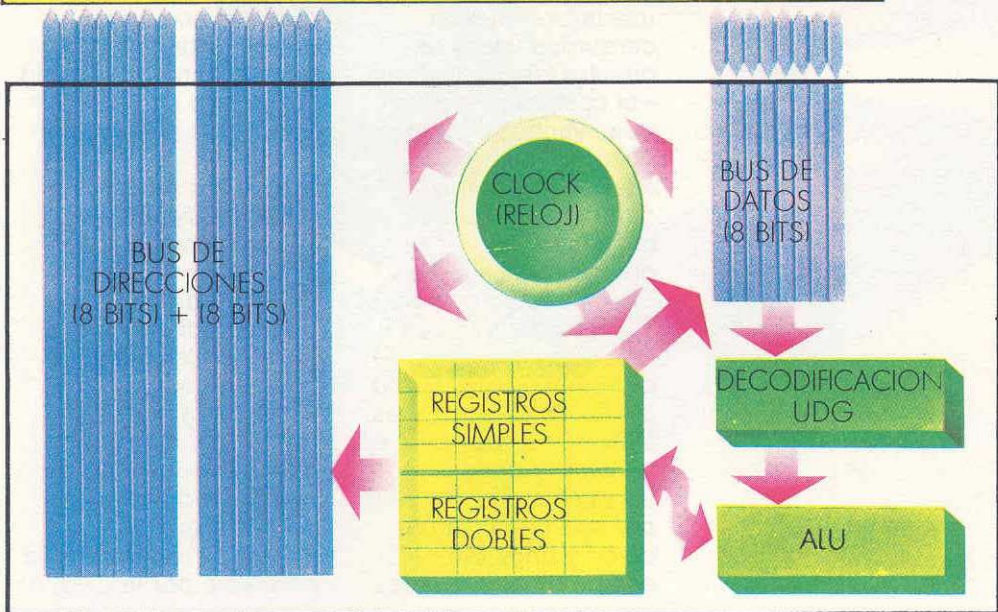 CLOCK
(RELOJ)
BUS DE
DATOS
(8 BITS)
BUS DE
DIRECCIONES
(8 BITS) + (8 BITS)
REGISTROS
SIMPLES
REGISTROS
DOBLES
DECODIFICACION
UDG
ALU